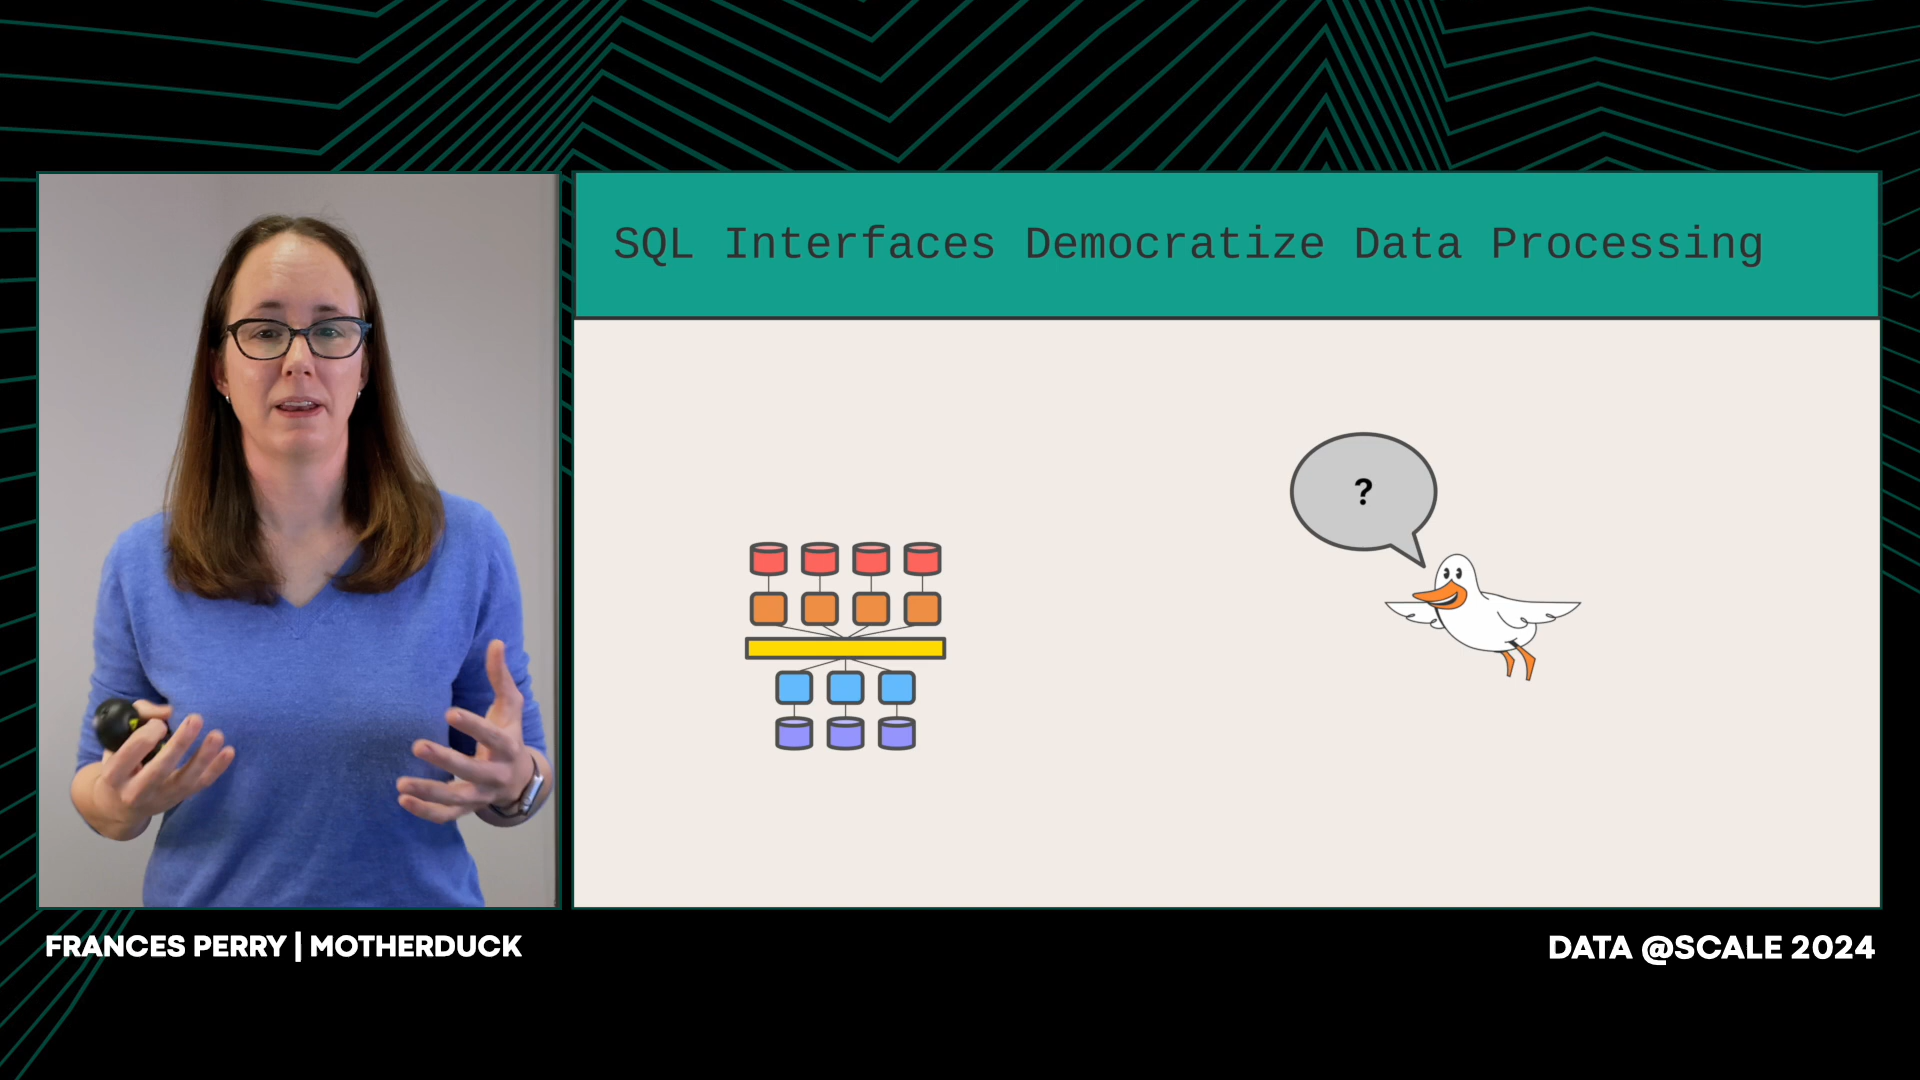 SQL Interfaces Democratize Data Processing
?
FRANCES PERRY | MOTHERDUCK
DATA @SCALE 2024